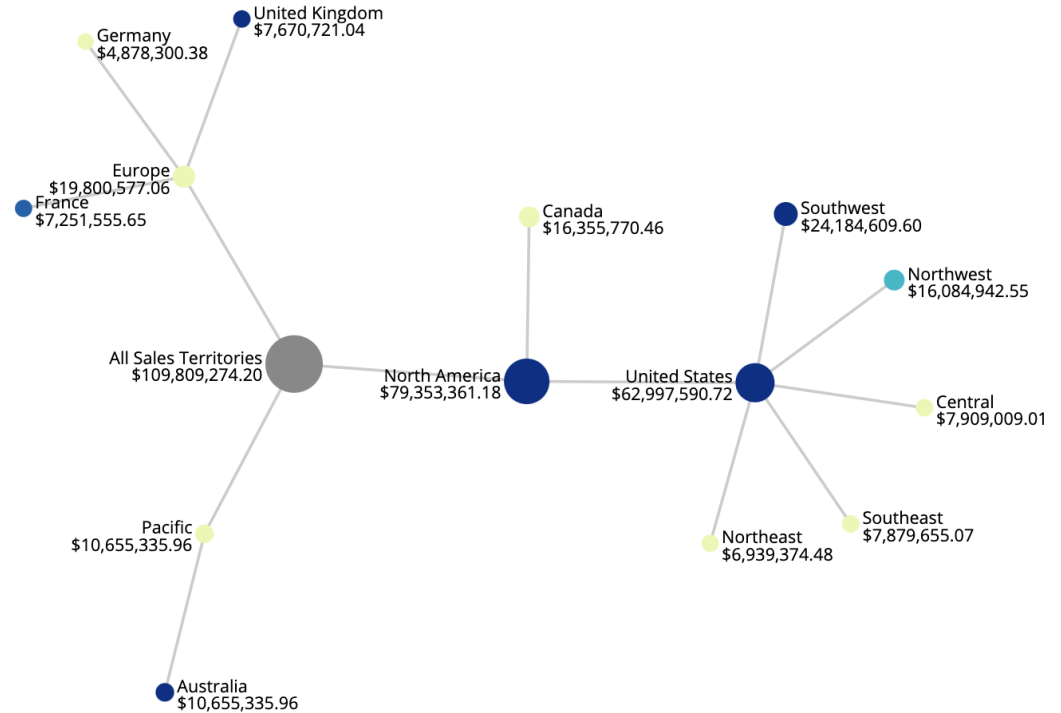 United Kingdom
$7,670,721.04
Germany
$4,878,300.38
Europe
$19,800,577.06
France
$7,251,555.65
Canada
$16,355,770.46
Southwest
$24,184,609.60
Northwest
$16,084,942.55
All Sales Territories
$109,809,274.20
North America
$79,353,361.18
United States
$62,997,590.72
Central
$7,909,009.01
Southeast
$7,879,655.07
Northeast
$6,939,374.48
Pacific
$10,655,335.96
Australia
$10,655,335.96